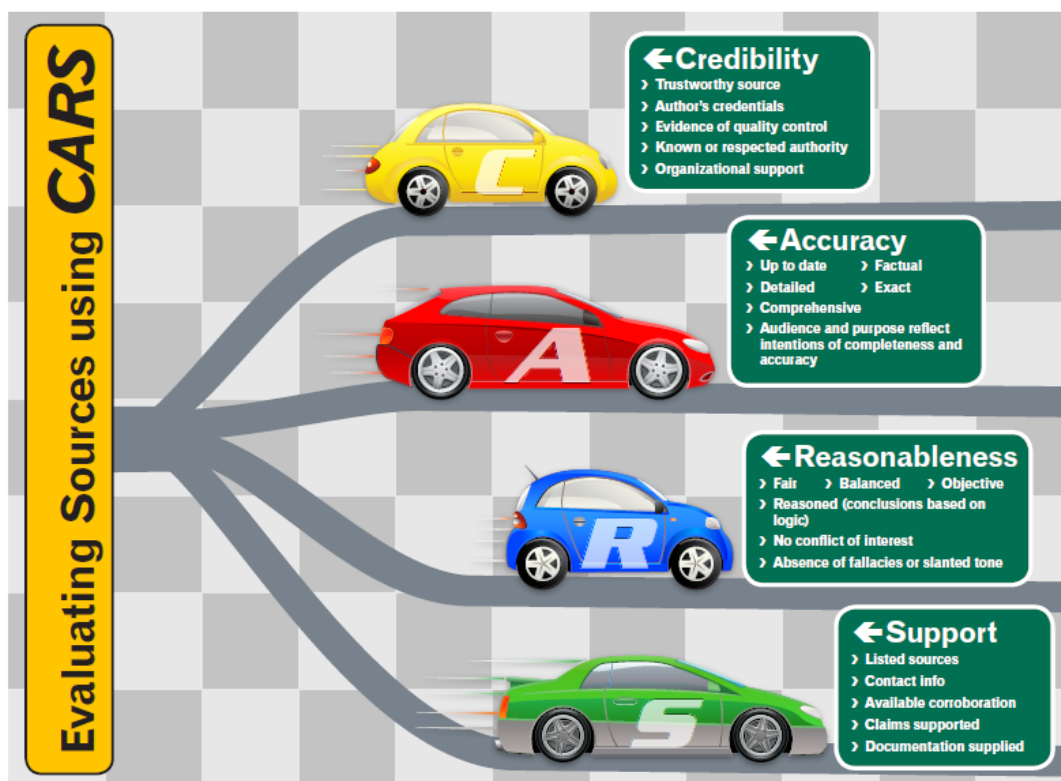 Evaluating Sources using CARS
← Credibility
› Trustworthy source
› Author's credentials
› Evidence of quality control
› Known or respected authority
› Organizational support
C
← Accuracy
› Up to date › Factual
› Detailed › Exact
› Comprehensive
› Audience and purpose reflect
intentions of completeness and
accuracy
A
← Reasonableness
› Fair › Balanced › Objective
› Reasoned (conclusions based on
logic)
› No conflict of interest
› Absence of fallacies or slanted tone
R
← Support
› Listed sources
› Contact info
› Available corroboration
› Claims supported
› Documentation supplied
S